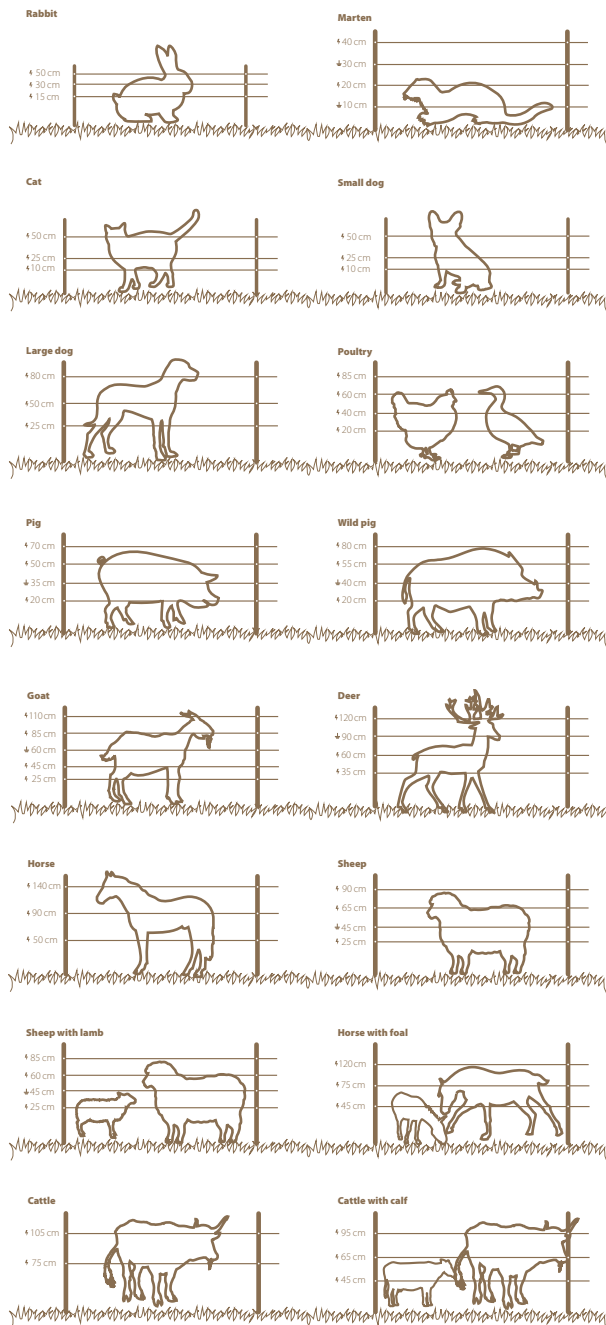 Rabbit
50 cm
30 cm
15 cm
Marten
40 cm
30 cm
20 cm
10 cm
Cat
50 cm
25 cm
10 cm
Small dog
50 cm
25 cm
10 cm
Large dog
80 cm
50 cm
25 cm
Poultry
85 cm
60 cm
40 cm
20 cm
Pig
70 cm
50 cm
35 cm
20 cm
Wild pig
80 cm
55 cm
40 cm
20 cm
Goat
110 cm
85 cm
60 cm
45 cm
25 cm
Deer
120 cm
90 cm
60 cm
35 cm
Horse
140 cm
90 cm
50 cm
Sheep
90 cm
65 cm
45 cm
25 cm
Sheep with lamb
85 cm
60 cm
45 cm
25 cm
Horse with foal
120 cm
75 cm
45 cm
Cattle
105 cm
75 cm
Cattle with calf
95 cm
65 cm
45 cm